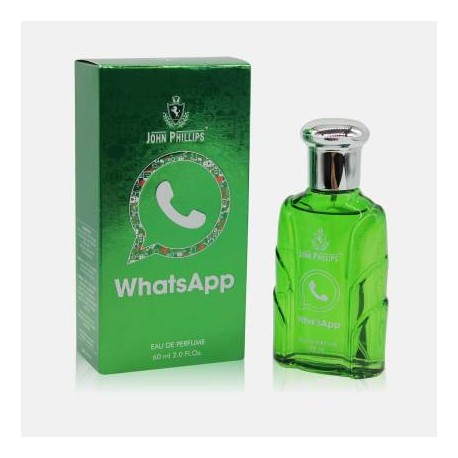 JOHN PHILLIPS
WhatsApp
EAU DE PERFUME
60 ml 2.0 Fl.Oz.
JOHN PHILLIPS
WhatsApp